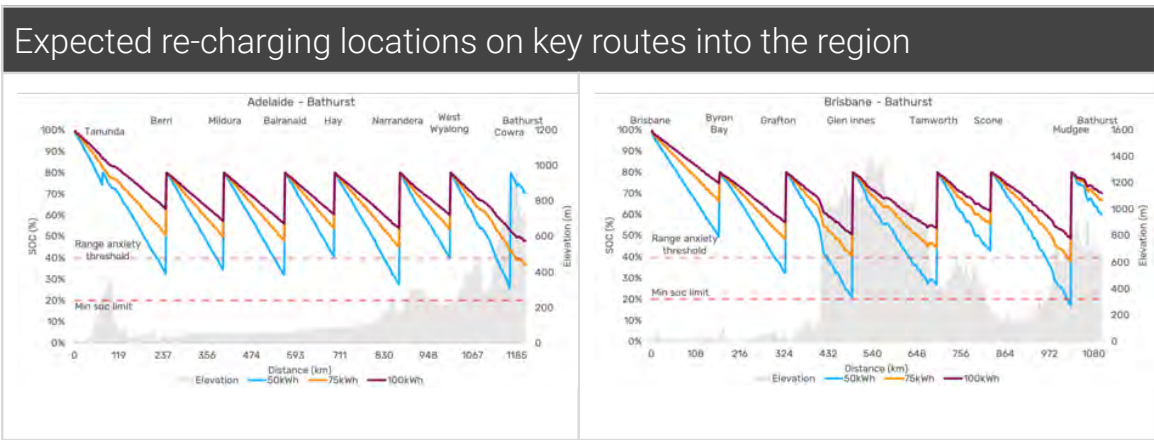 Expected re-charging locations on key routes into the region
Adelaide - Bathurst
Tanunda
Berri
Mildura
Balranald
Hay
Narrandera
West
Wyalong
Bathurst
Cowra
100%
90%
80%
70%
60%
50%
40%
30%
20%
10%
0%
SOC (%)
Range anxiety
threshold
Min soc limit
1200
1000
800
600
400
200
0
Elevation (m)
0 119 237 356 474 593 711 830 948 1067 1185
Distance (km)
Elevation 50kWh 75kWh 100kWh
Brisbane - Bathurst
Brisbane
Byron
Bay
Grafton
Glen innes
Tamworth
Scone
Bathurst
Mudgee
100%
90%
80%
70%
60%
50%
40%
30%
20%
10%
0%
SOC (%)
Range anxiety
threshold
Min soc limit
1600
1400
1200
1000
800
600
400
200
0
Elevation (m)
0 108 216 324 432 540 648 756 864 972 1080
Distance (km)
Elevation 50kWh 75kWh 100kWh